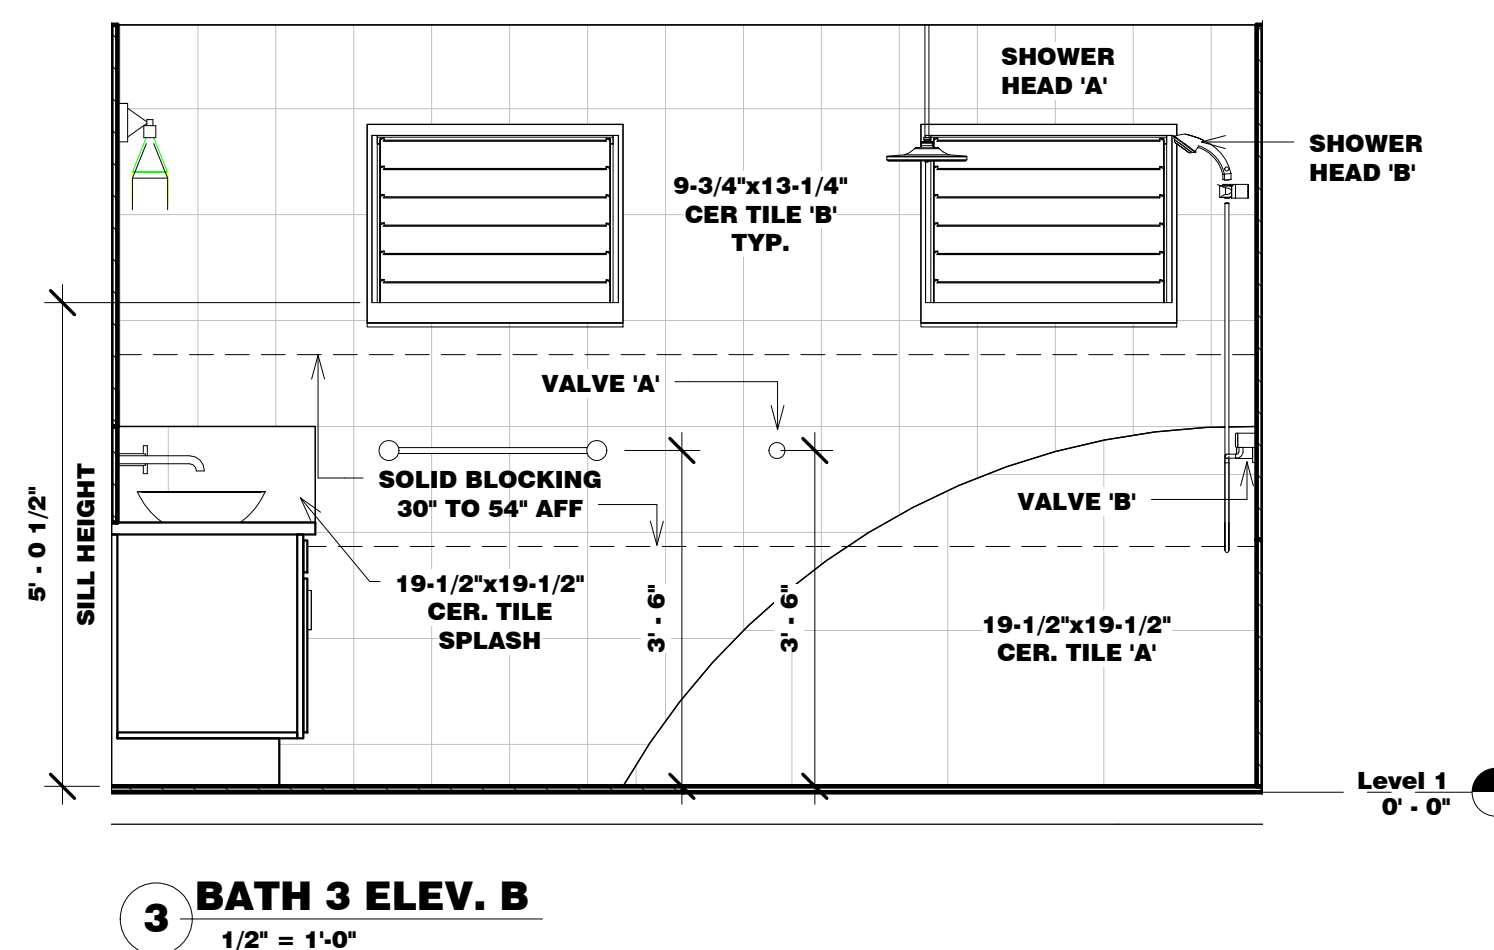 SHOWER
HEAD 'A'
SHOWER
HEAD 'B'
9-3/4"x13-1/4"
CER TILE 'B'
TYP.
VALVE 'A'
SOLID BLOCKING
30" TO 54" AFF
VALVE 'B'
5' - 0 1/2"
SILL HEIGHT
19-1/2"x19-1/2"
CER. TILE
SPLASH
3' - 6"
3' - 6"
19-1/2"x19-1/2"
CER. TILE 'A'
Level 1
0' - 0"
3
BATH 3 ELEV. B
1/2" = 1'-0"